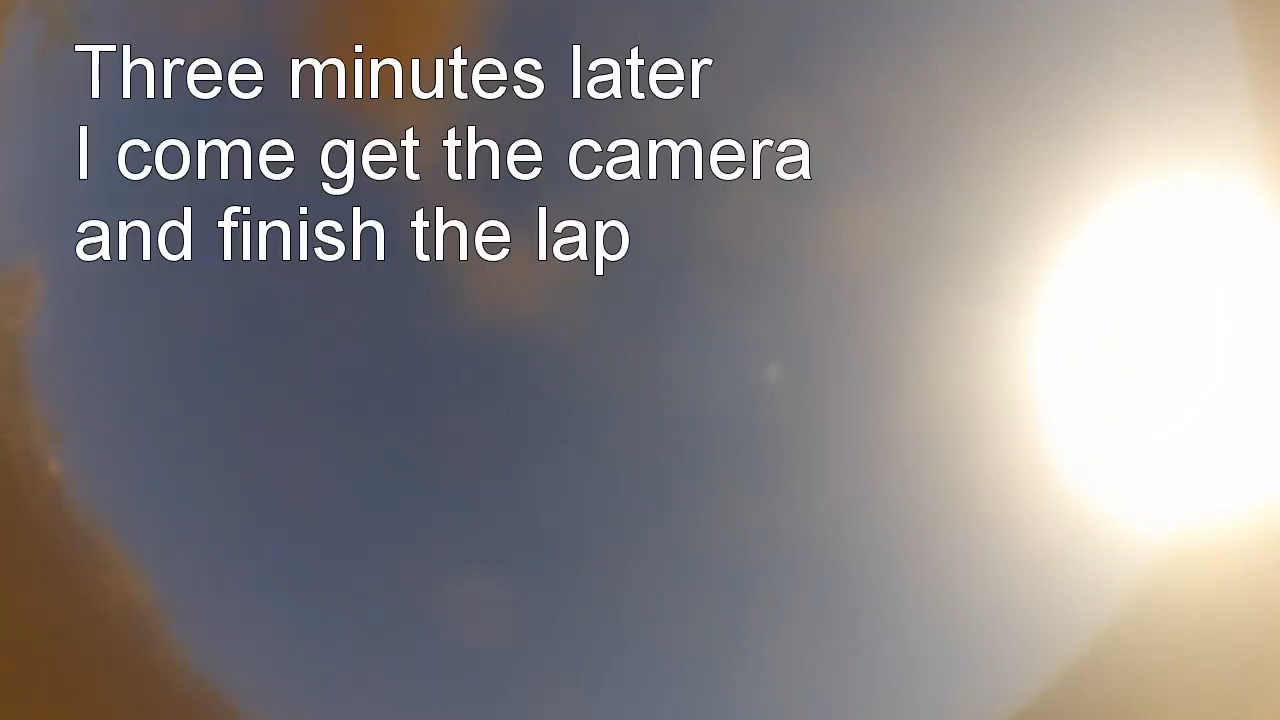 Three minutes later
I come get the camera
and finish the lap